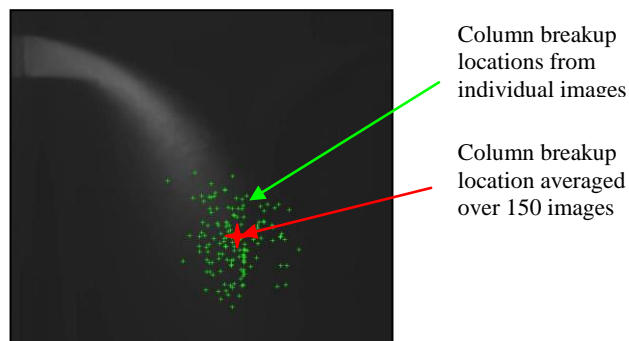 Column breakup
locations from
individual images
Column breakup
location averaged
over 150 images